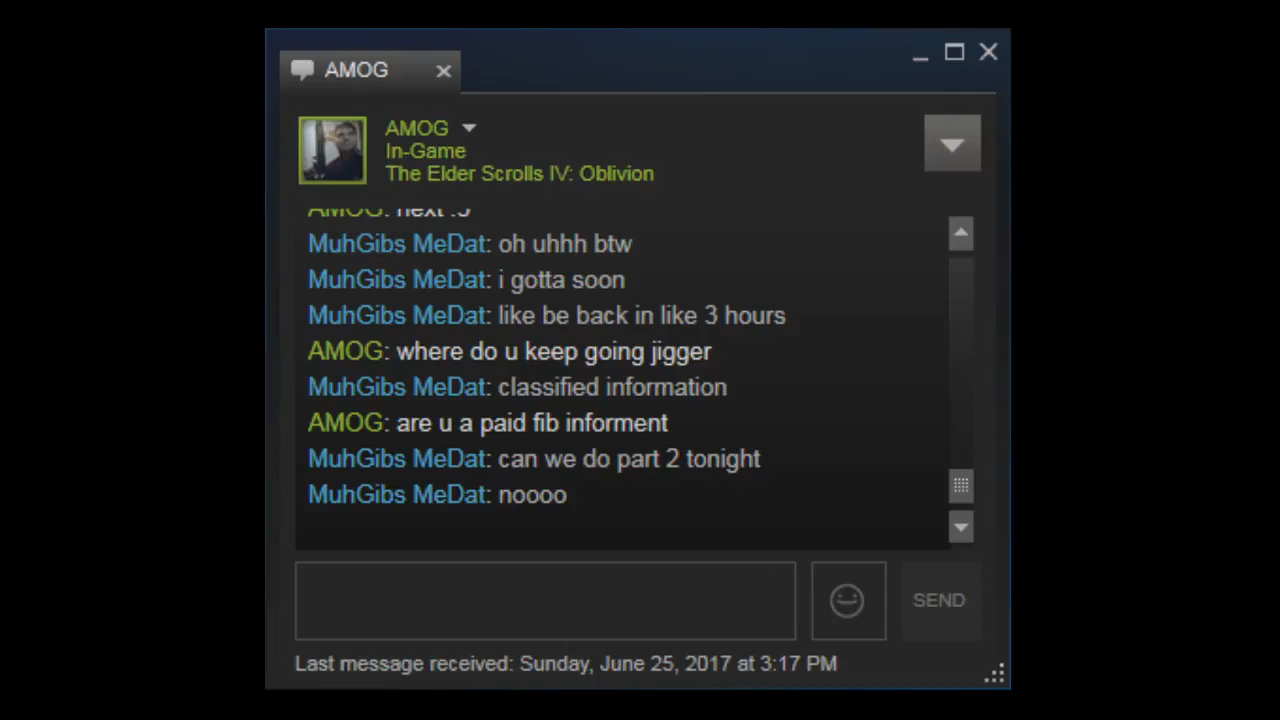 AMOG
AMOG
In-Game
The Elder Scrolls IV: Oblivion
AMOG: next :3
MuhGibs MeDat: oh uhhh btw
MuhGibs MeDat: i gotta soon
MuhGibs MeDat: like be back in like 3 hours
AMOG: where do u keep going jigger
MuhGibs MeDat: classified information
AMOG: are u a paid fib informent
MuhGibs MeDat: can we do part 2 tonight
MuhGibs MeDat: noooo
SEND
Last message received: Sunday, June 25, 2017 at 3:17 PM